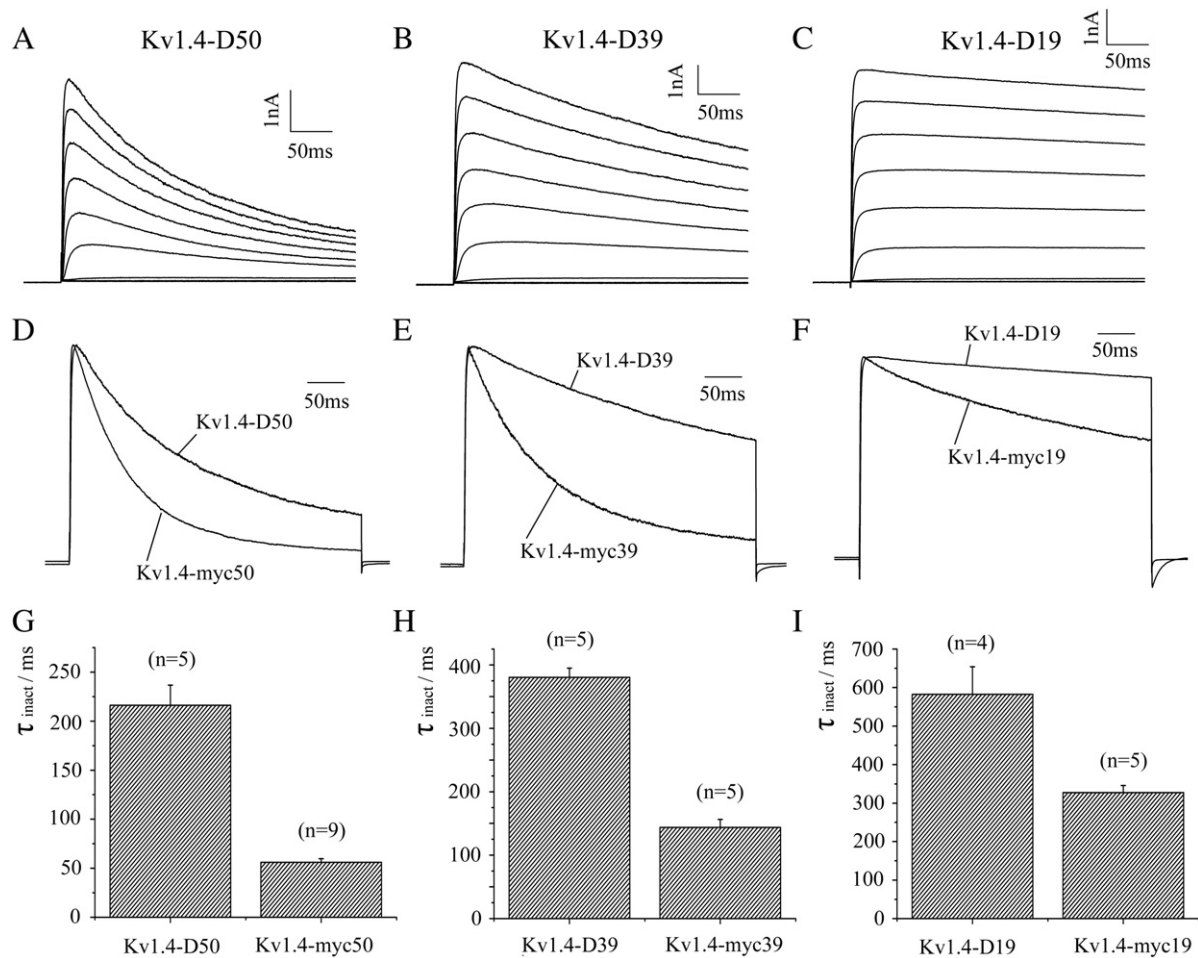 A Kv1.4-D50
1nA
50ms
B Kv1.4-D39
1nA
50ms
C Kv1.4-D19
1nA
50ms
D
50ms
Kv1.4-D50
Kv1.4-myc50
E
Kv1.4-D39
50ms
Kv1.4-myc39
F
Kv1.4-D19
50ms
Kv1.4-myc19
G
τ inact / ms
250
200
150
100
50
0
(n=5)
(n=9)
Kv1.4-D50 Kv1.4-myc50
H
τ inact / ms
400
300
200
100
0
(n=5)
(n=5)
Kv1.4-D39 Kv1.4-myc39
I
τ inact / ms
700
600
500
400
300
200
100
0
(n=4)
(n=5)
Kv1.4-D19 Kv1.4-myc19